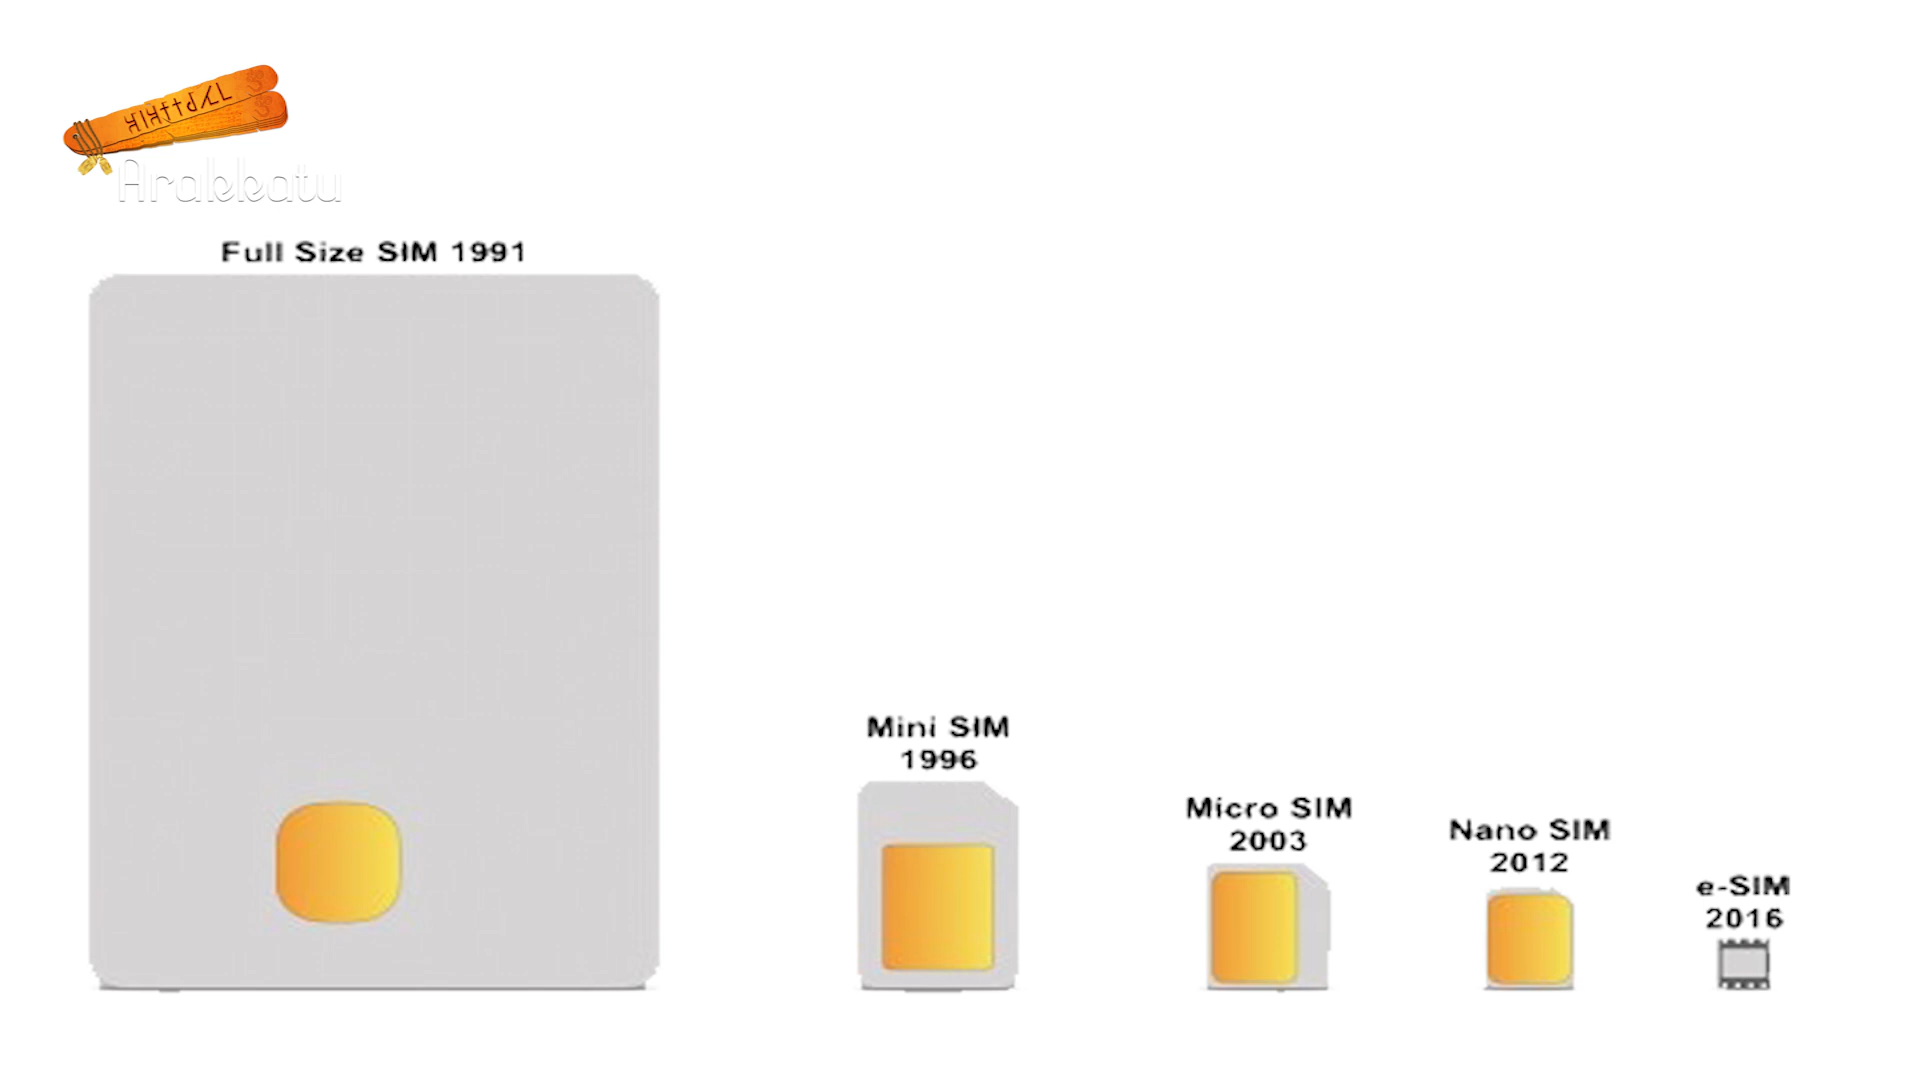 Arakkatu
Full Size SIM 1991
Mini SIM
1996
Micro SIM
2003
Nano SIM
2012
e-SIM
2016